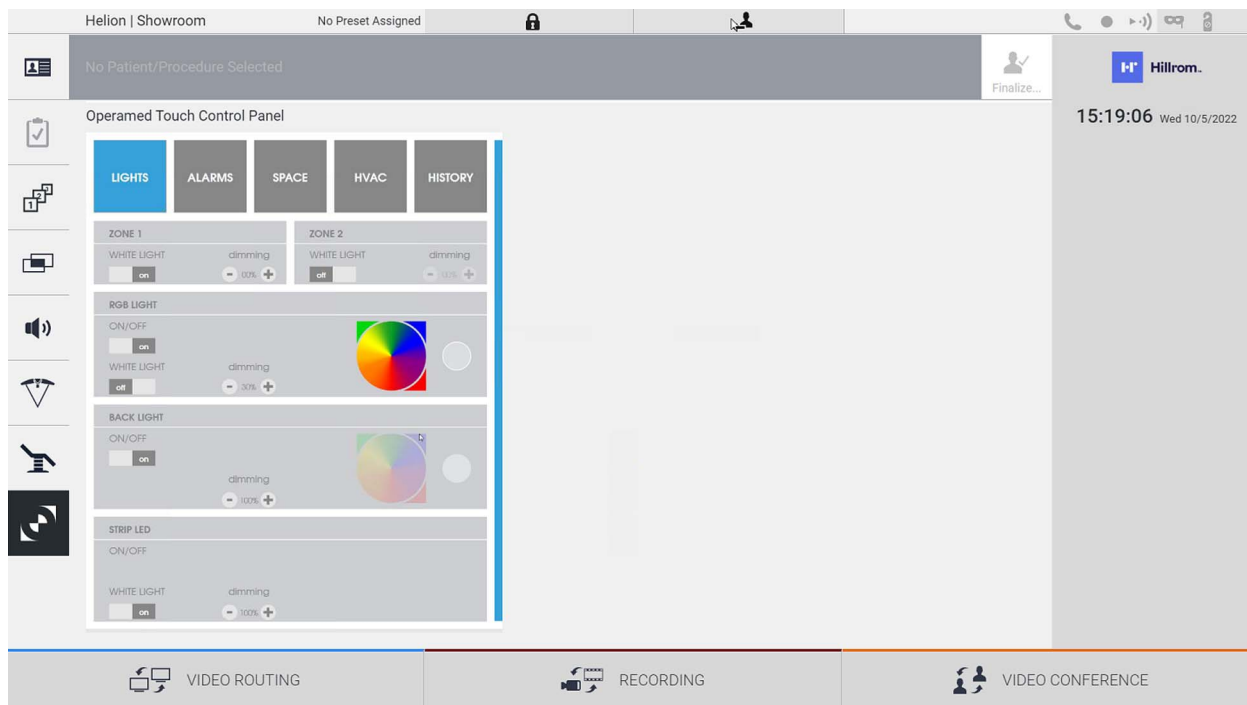 Helion | Showroom
No Preset Assigned
No Patient/Procedure Selected
Finalize...
Hillrom™
15:19:06 Wed 10/5/2022
Operamed Touch Control Panel
LIGHTS ALARMS SPACE HVAC HISTORY
ZONE 1
WHITE LIGHT dimming
on
ZONE 2
WHITE LIGHT dimming
off
RGB LIGHT
ON/OFF
on
WHITE LIGHT dimming
off - 30% +
BACK LIGHT
ON/OFF
on
dimming
- 100% +
STRIP LED
ON/OFF
WHITE LIGHT dimming
on - 100% +
VIDEO ROUTING
RECORDING
VIDEO CONFERENCE